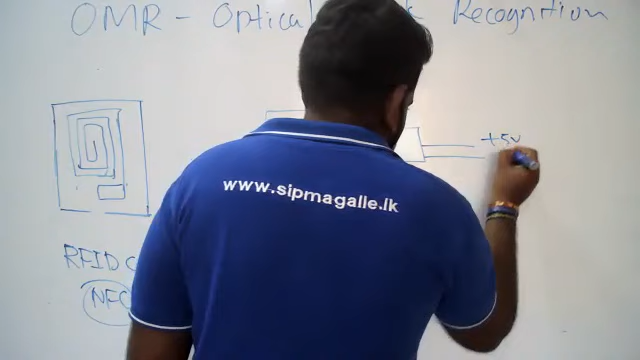 OMR - Optical Recognition
+5v
www.sipmagalle.lk
RFID
NFC